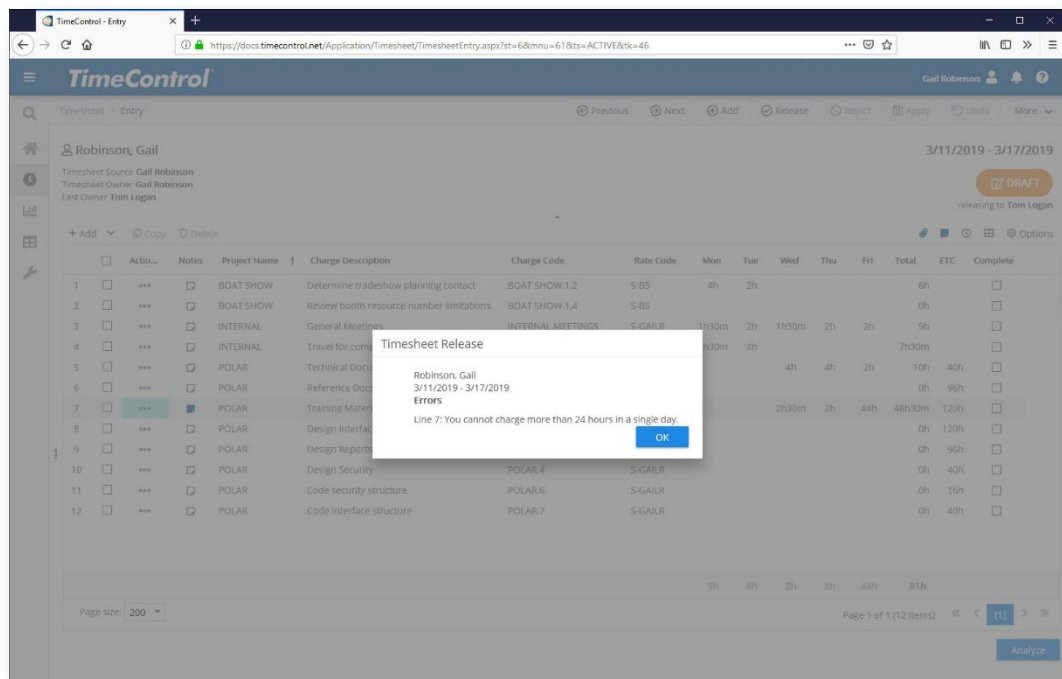 TimeControl - Entry
https://docs.timecontrol.net/Application/Timesheet/TimesheetEntry.aspx?st=6&mnu=61&ts=ACTIVE&tk=46
TimeControl
Gail Robinson
Timesheet / Entry Previous Next Add Release Reject Apply Undo More
Robinson, Gail 3/11/2019 - 3/17/2019
Timesheet Source Gail Robinson
Timesheet Owner Gail Robinson
DRAFT
Last Owner Tom Logan
releasing to Tom Logan
+ Add Copy Delete Options
Actio... Notes Project Name Charge Description Charge Code Rate Code Mon Tue Wed Thu Fri Total ETC Complete
1 BOAT SHOW Determine tradeshow planning contact BOAT SHOW.1.2 S-BS 4h 2h 6h
2 BOAT SHOW Review booth resource number limitations BOAT SHOW.1.4 S-BS 0h
3 INTERNAL General Meetings INTERNAL.MEETINGS S-GAILR 1h30m 2h 1h30m 2h 2h 9h
4 INTERNAL Travel for comp h30m 4h 7h30m
5 POLAR Technical Docu 4h 4h 2h 10h 40h
6 POLAR Reference Doc 0h 96h
7 POLAR Training Materi 2h30m 2h 44h 48h30m 120h
8 POLAR Design Interfac 0h 120h
9 POLAR Design Reports 0h 96h
10 POLAR Design Security POLAR.4 S-GAILR 0h 40h
11 POLAR Code security structure POLAR.6 S-GAILR 0h 16h
12 POLAR Code Interface structure POLAR.7 S-GAILR 0h 40h
Timesheet Release
Robinson, Gail
3/11/2019 - 3/17/2019
Errors
Line 7: You cannot charge more than 24 hours in a single day.
OK
9h 8h 8h 8h 48h 81h
Page size: 200 Page 1 of 1 (12 items) [1]
Analyze